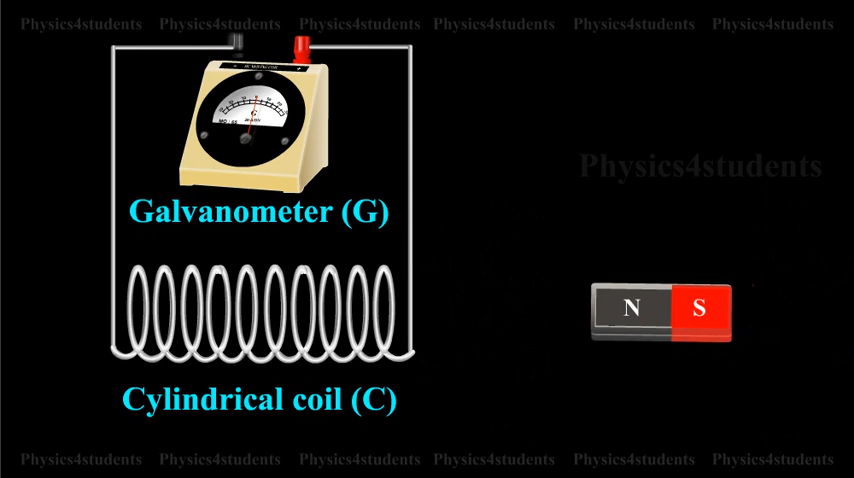 Physics4students Physics4students Physics4students Physics4students Physics4students Physics4students
Physics4students
G
Galvanometer (G)
N S
Cylindrical coil (C)
Physics4students Physics4students Physics4students Physics4students Physics4students Physics4students